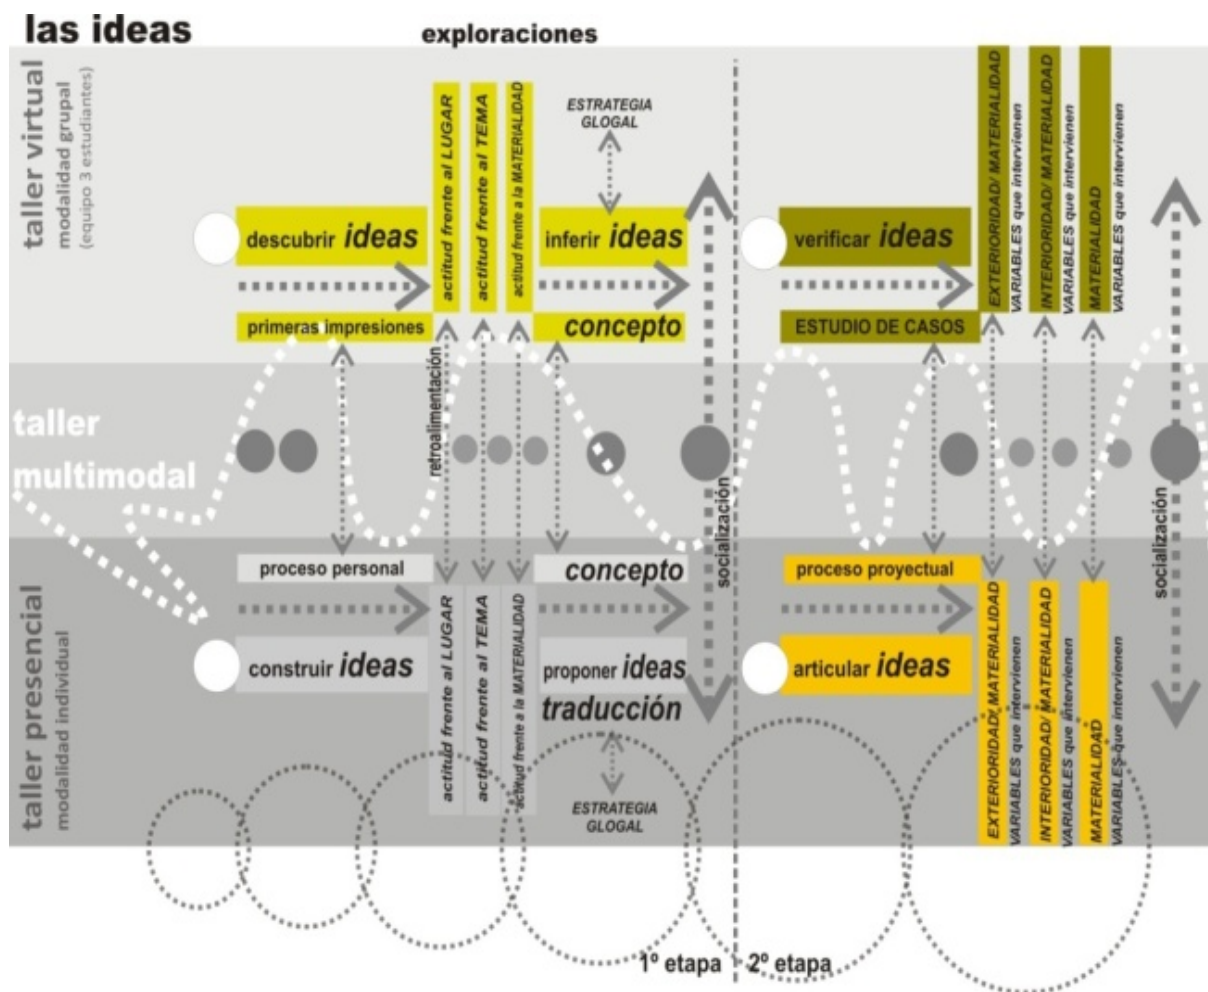 las ideas
exploraciones
taller virtual
modalidad grupal
(equipo 3 estudiantes)
descubrir ideas
primeras impresiones
actitud frente al LUGAR
actitud frente al TEMA
actitud frente a la MATERIALIDAD
ESTRATEGIA
GLOGAL
inferir ideas
concepto
verificar ideas
ESTUDIO DE CASOS
EXTERIORIDAD/ MATERIALIDAD
VARIABLES que intervienen
INTERIORIDAD/ MATERIALIDAD
VARIABLES que intervienen
MATERIALIDAD
VARIABLES que intervienen
taller
multimodal
retroalimentación
socialización
socialización
taller presencial
modalidad individual
proceso personal
construir ideas
actitud frente al LUGAR
actitud frente al TEMA
actitud frente a la MATERIALIDAD
concepto
proponer ideas
traducción
ESTRATEGIA
GLOGAL
proceso proyectual
articular ideas
EXTERIORIDAD/ MATERIALIDAD
VARIABLES que intervienen
INTERIORIDAD/ MATERIALIDAD
VARIABLES que intervienen
MATERIALIDAD
VARIABLES que intervienen
1º etapa
2º etapa